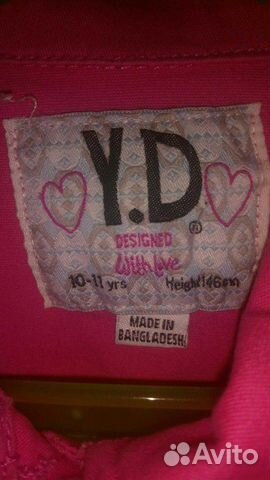 Y.D®
DESIGNED
With Love
10-11 yrs Height 146cm
MADE IN
BANGLADESH
Avito